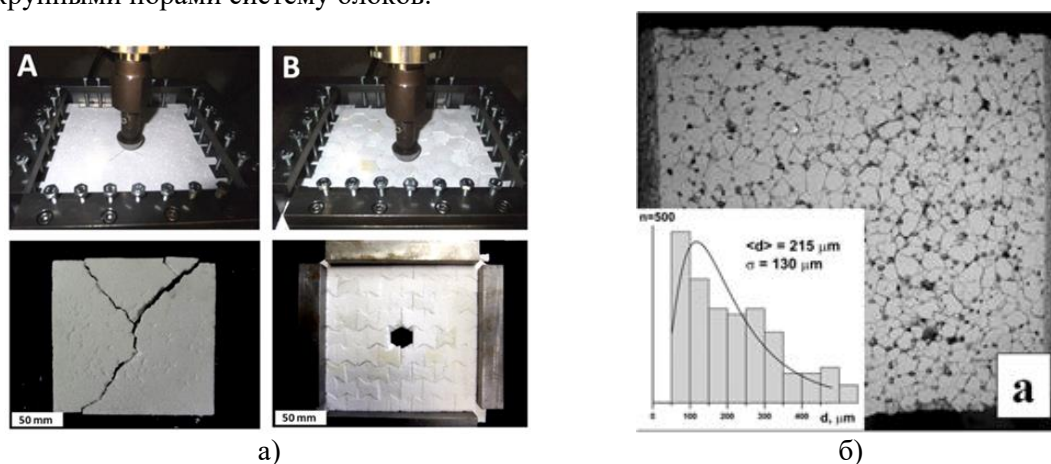 крупными порами систему блоков.
A
B
50 mm
50 mm
n=500
<d> = 215 μm
σ = 130 μm
0 100 200 300 400 d, μm
a
а)
б)